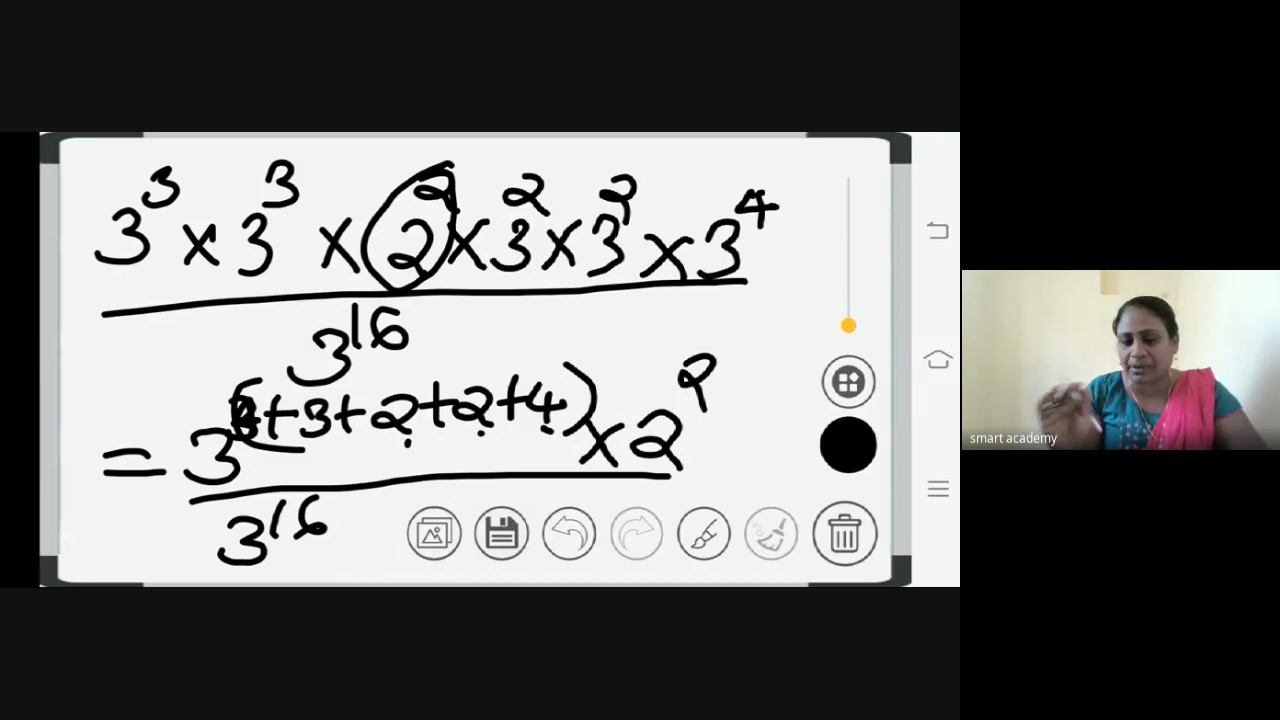 3³ × 3³ × 2² × 3² × 3² × 3⁴
3¹⁶
= 3⁽³⁺³⁺²⁺²⁺⁴⁾ × 2²
3¹⁶
smart academy